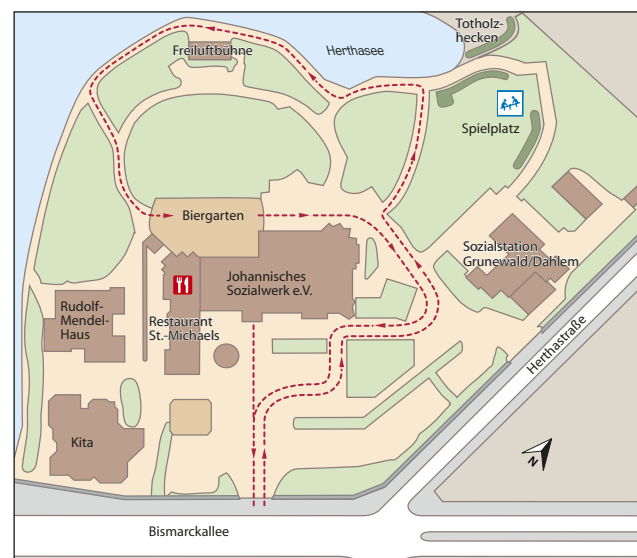 Totholz-
hecken
Freiluftbühne
Herthasee
Spielplatz
Biergarten
Sozialstation
Grunewald/Dahlem
Johannisches
Sozialwerk e.V.
Rudolf-
Mendel-
Haus
Restaurant
St.-Michaels
Herthastraße
Kita
N
Bismarckallee